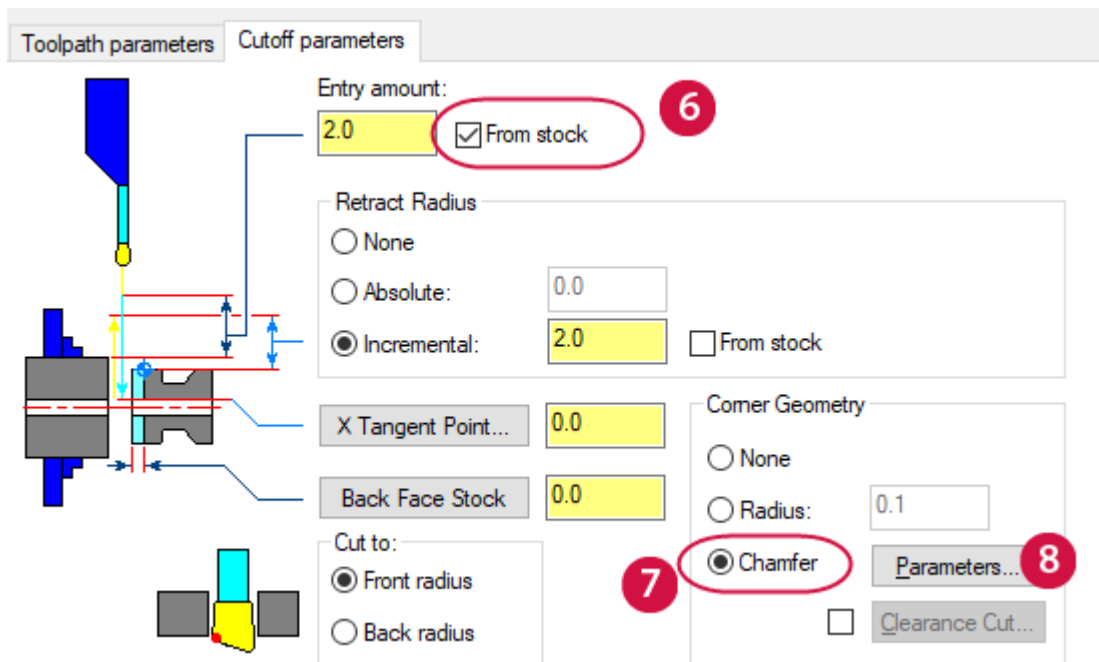 Toolpath parameters Cutoff parameters
Entry amount:
2.0 From stock 6
Retract Radius
None
Absolute: 0.0
Incremental: 2.0 From stock
X Tangent Point... 0.0
Back Face Stock 0.0
Cut to:
Front radius
Back radius
Corner Geometry
None
Radius: 0.1
7 Chamfer Parameters... 8
Clearance Cut...